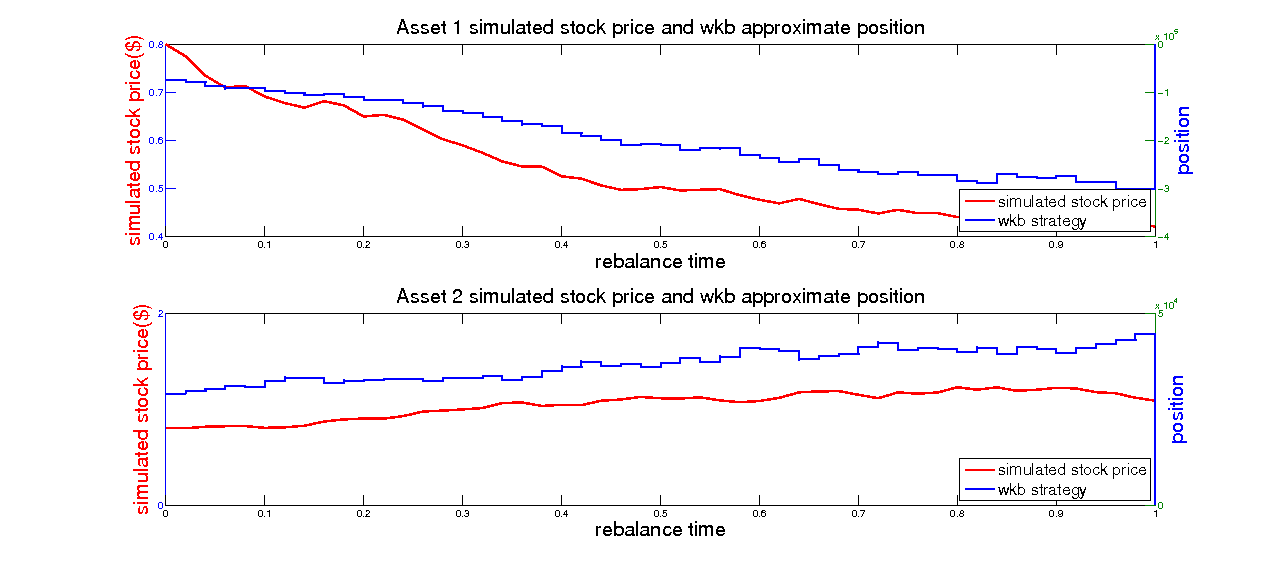 Asset 1 simulated stock price and wkb approximate position
x 10^5
simulated stock price($)
0.8
0.7
0.6
0.5
0.4
0
-1
-2
-3
-4
position
simulated stock price
wkb strategy
0 0.1 0.2 0.3 0.4 0.5 0.6 0.7 0.8 0.9 1
rebalance time
Asset 2 simulated stock price and wkb approximate position
x 10^4
simulated stock price($)
2
0
5
0
position
simulated stock price
wkb strategy
0 0.1 0.2 0.3 0.4 0.5 0.6 0.7 0.8 0.9 1
rebalance time